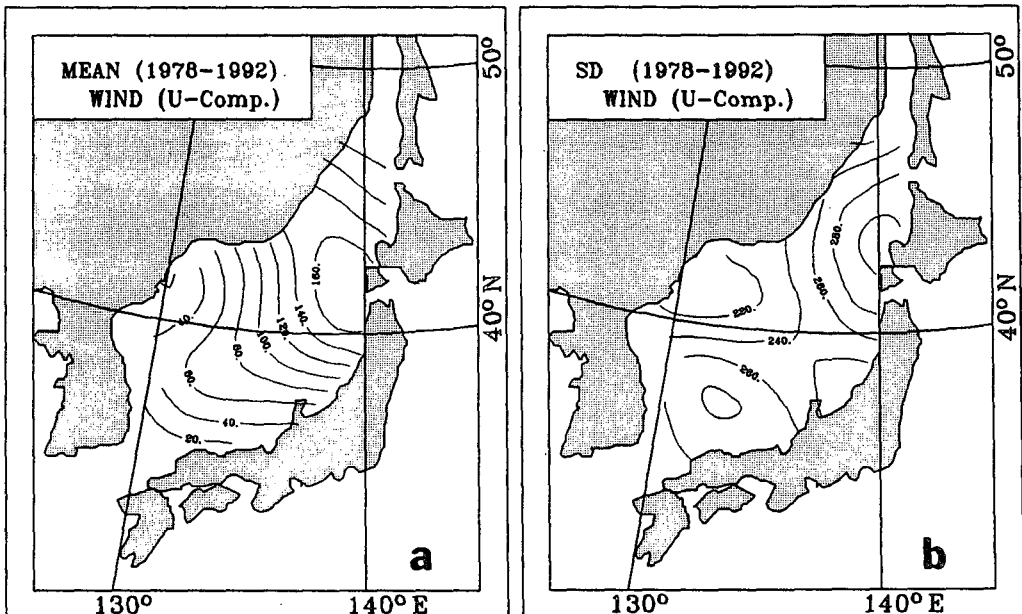 MEAN (1978-1992)
WIND (U-Comp.)
50°
160.
140.
120.
100.
80.
60.
40.
20.
40° N
a
130°
140° E
SD (1978-1992)
WIND (U-Comp.)
50°
280.
260.
220.
240.
260.
40° N
b
130°
140° E